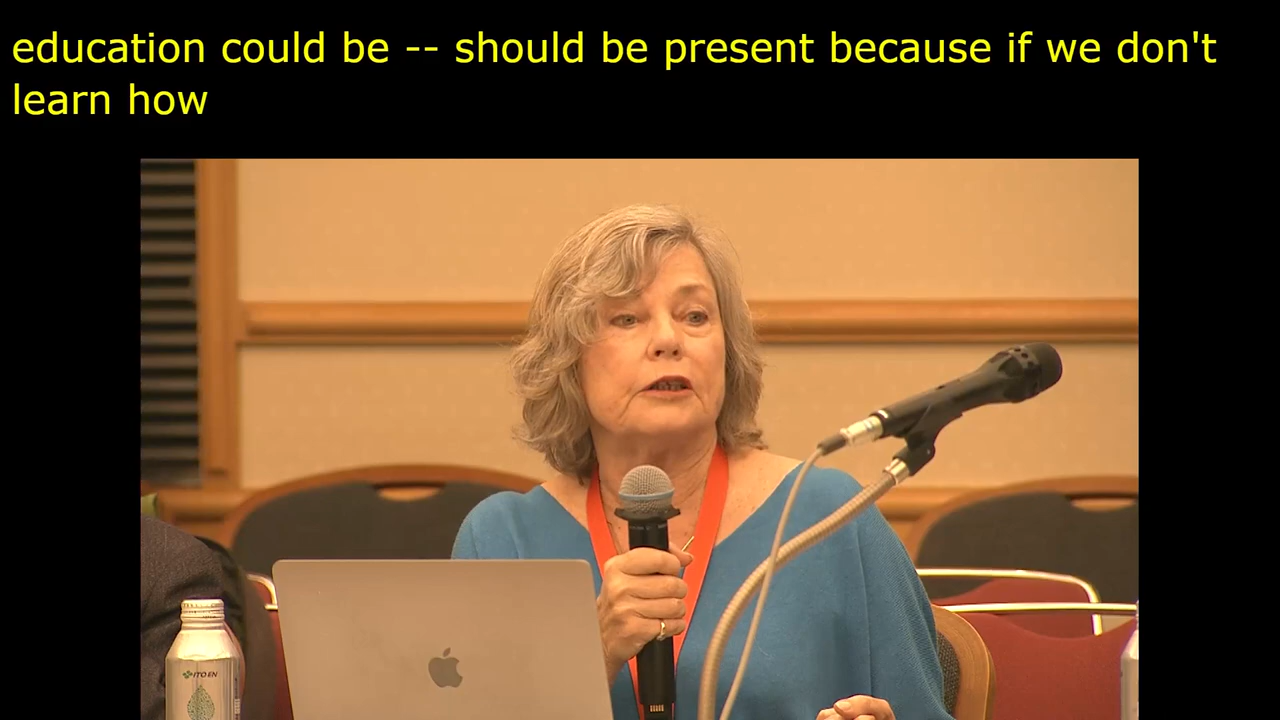 education could be -- should be present because if we don't
learn how
ITO EN